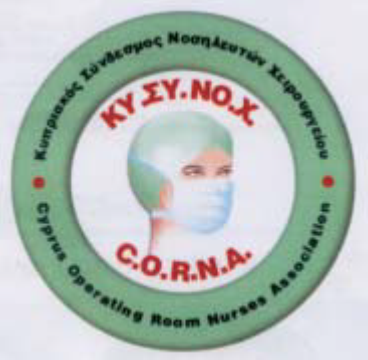 Κυπριακός Σύνδεσμος Νοσηλευτών Χειρουργείου
ΚΥ ΣΥ. ΝΟ.Χ.
C.O.R.N.A.
Cyprus Operating Room Nurses Association